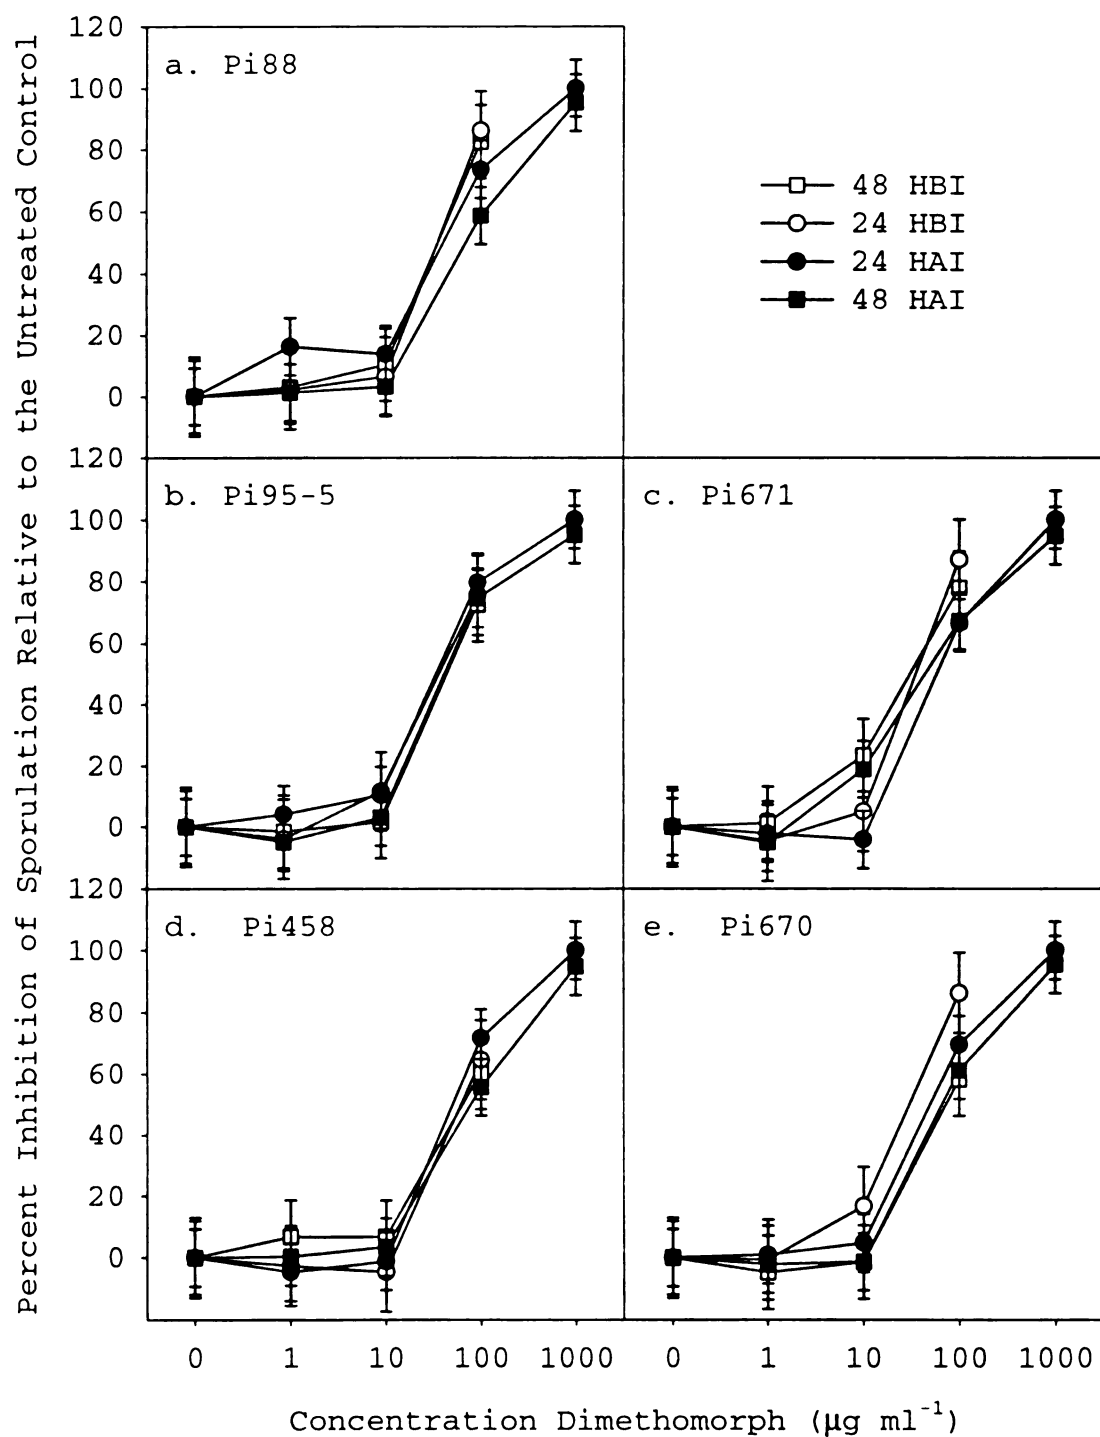 Percent Inhibition of Sporulation Relative to the Untreated Control
120
100
80
60
40
20
0
a. Pi88
48 HBI
24 HBI
24 HAI
48 HAI
120
100
80
60
40
20
0
b. Pi95-5
c. Pi671
120
100
80
60
40
20
0
d. Pi458
e. Pi670
0 1 10 100 1000
0 1 10 100 1000
Concentration Dimethomorph (µg ml⁻¹)